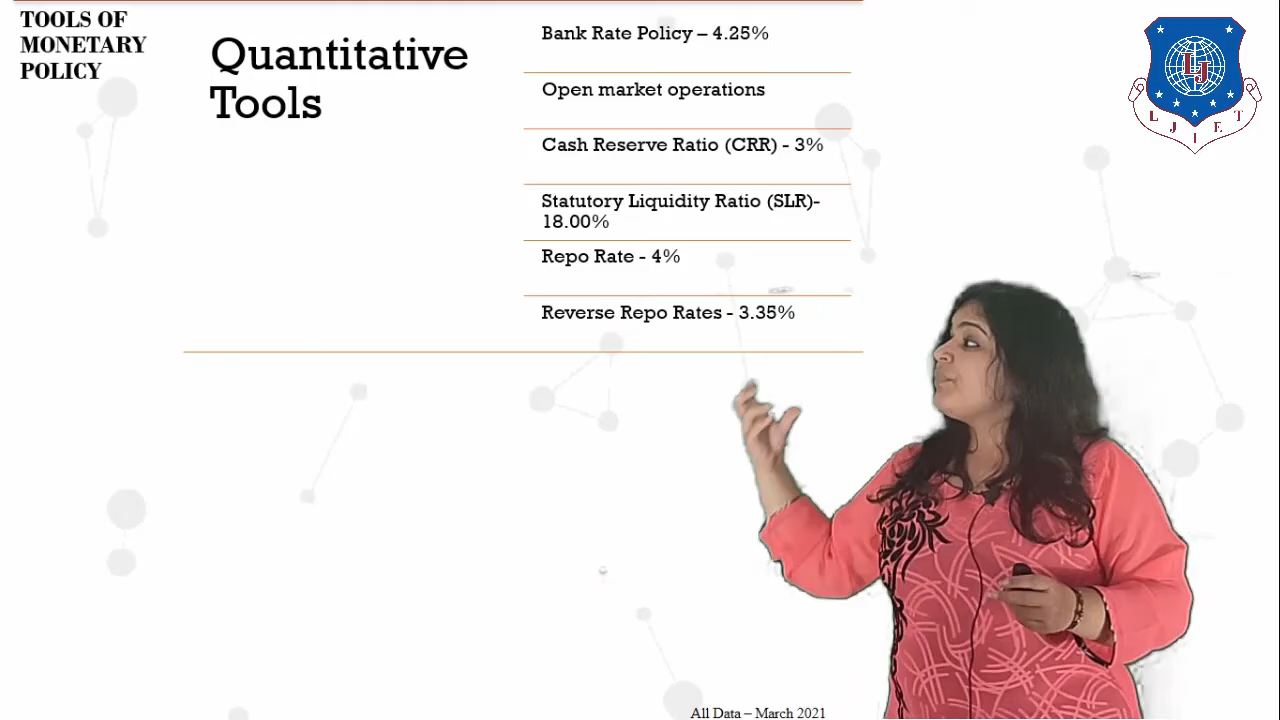 TOOLS OF
MONETARY
POLICY
Quantitative
Tools
Bank Rate Policy – 4.25%
Open market operations
Cash Reserve Ratio (CRR) - 3%
Statutory Liquidity Ratio (SLR)-
18.00%
Repo Rate - 4%
Reverse Repo Rates - 3.35%
LJ
L J I E T
All Data – March 2021